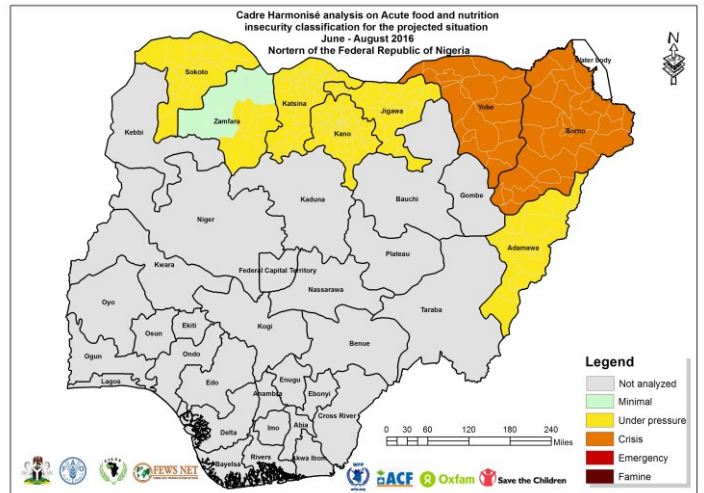 Cadre Harmonisé analysis on Acute food and nutrition
insecurity classification for the projected situation
June - August 2016
Nortern of the Federal Republic of Nigeria
N
Water body
Sokoto
Katsina
Jigawa
Yobe
Borno
Zamfara
Kebbi
Kano
Bauchi
Gombe
Kaduna
Niger
Adamawa
Plateau
Federal Capital Territory
Kwara
Nassarawa
Taraba
Oyo
Kogi
Ekiti
Osun
Benue
Ondo
Ogun
Lagos
Edo
Enugu
Anambra
Ebonyi
Cross River
Imo
Abia
Delta
Rivers
Akwa Ibom
Bayelsa
Legend
Not analyzed
Minimal
Under pressure
Crisis
Emergency
Famine
0 30 60 120 180 240
Miles
FEWS NET
WFP
wfp.org
ACF
Oxfam
Save the Children